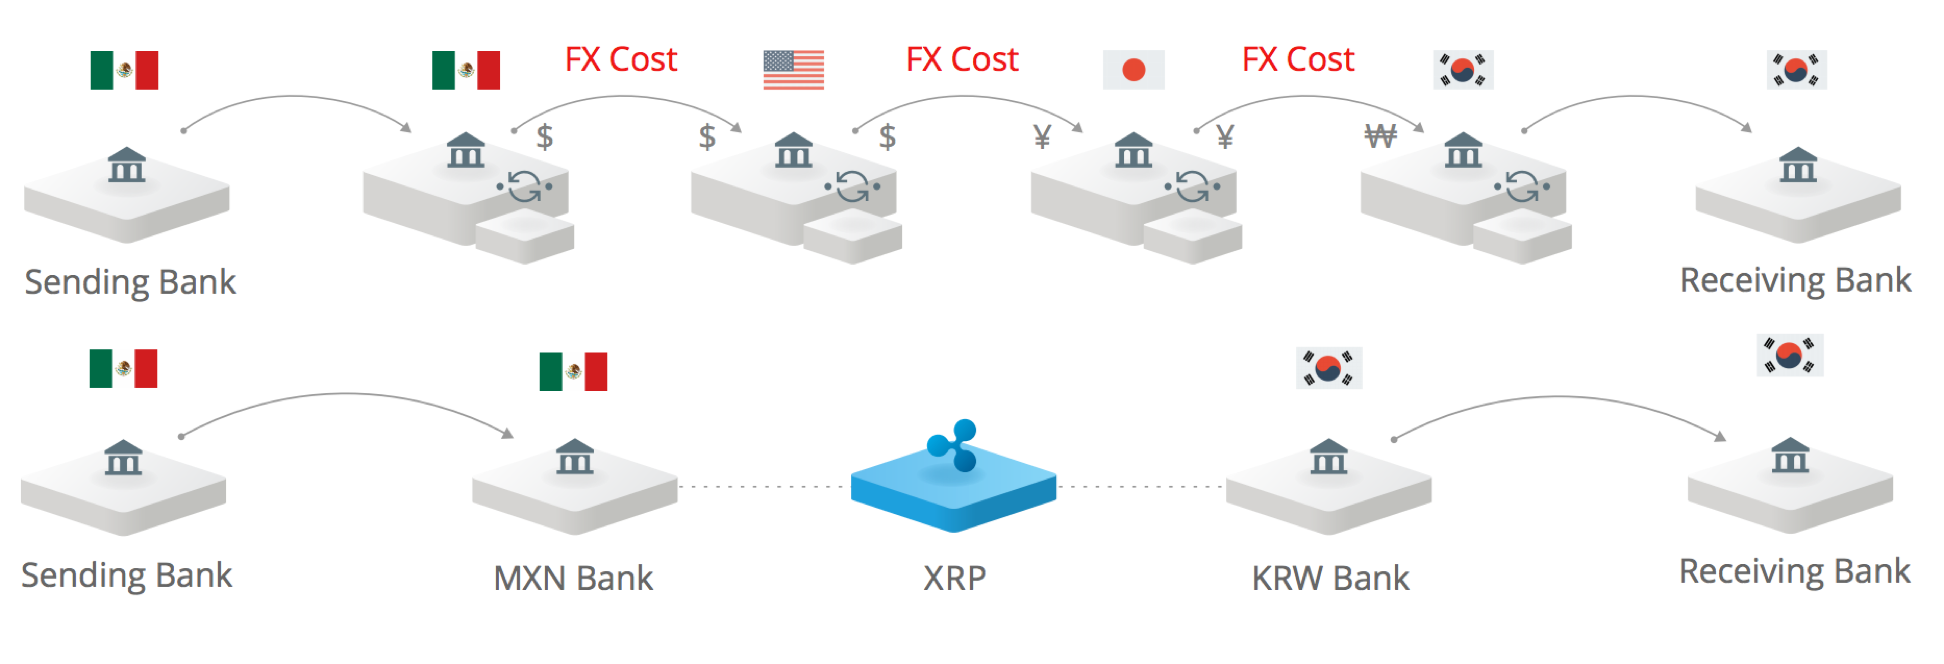 FX Cost FX Cost FX Cost
$ $ $ ¥ ¥ ₩
Sending Bank Receiving Bank
Sending Bank MXN Bank XRP KRW Bank Receiving Bank